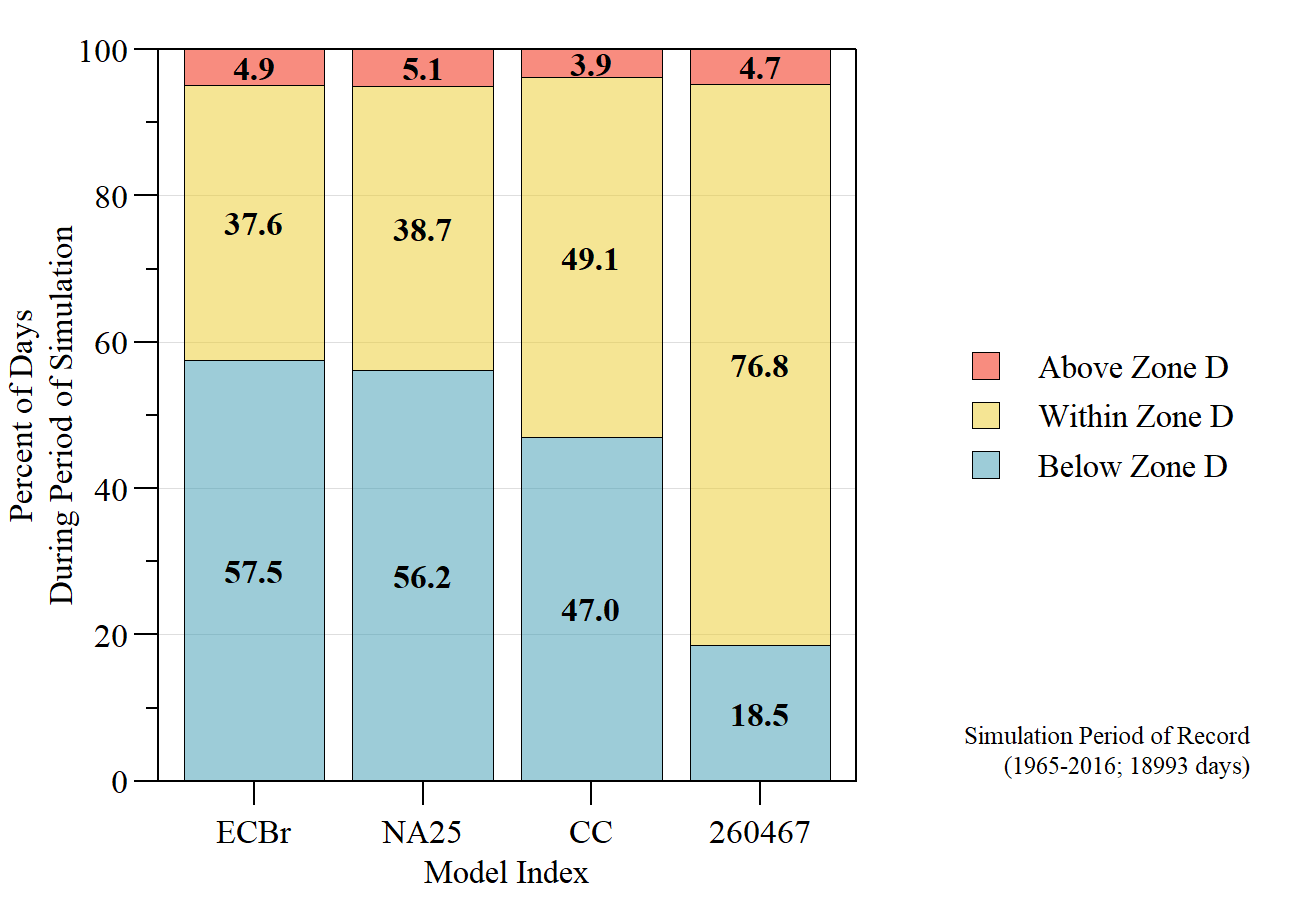 Percent of Days
During Period of Simulation
100
80
60
40
20
0
4.9
5.1
3.9
4.7
37.6
38.7
49.1
76.8
57.5
56.2
47.0
18.5
ECBr
NA25
CC
260467
Model Index
Above Zone D
Within Zone D
Below Zone D
Simulation Period of Record
(1965-2016; 18993 days)